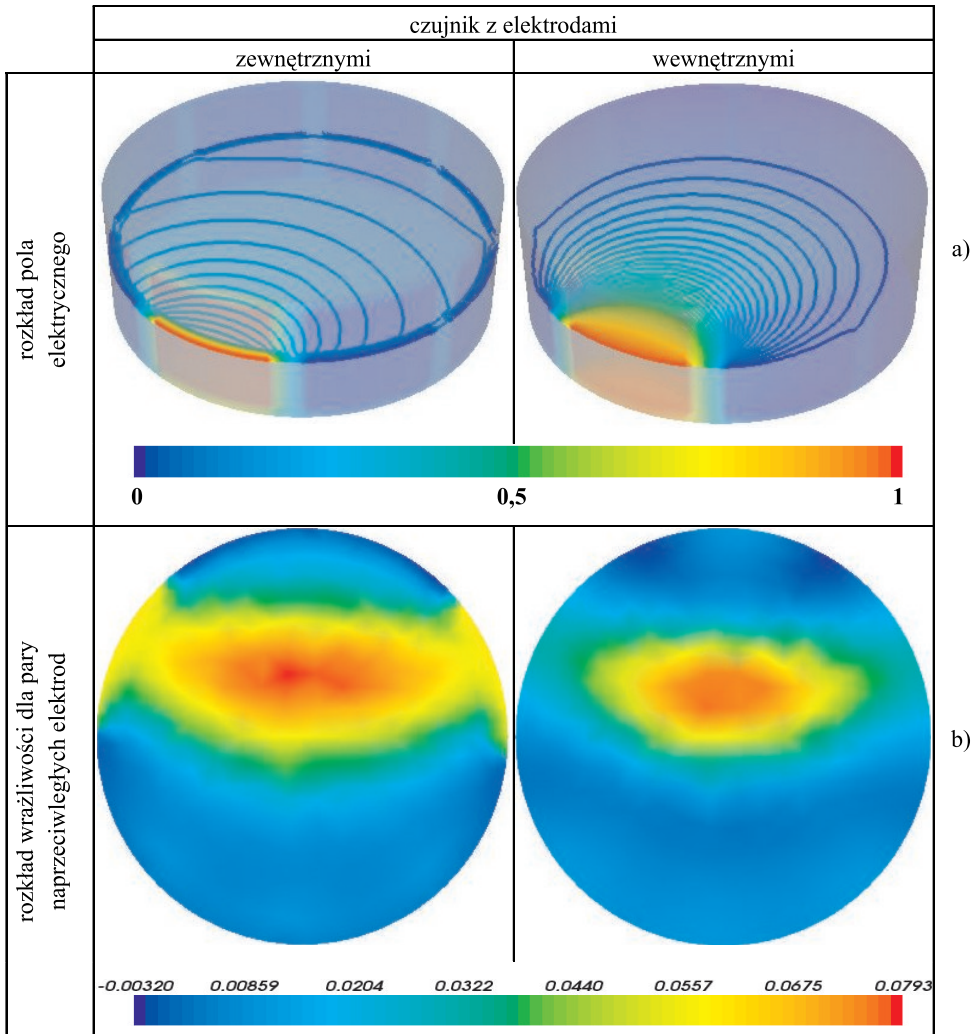 czujnik z elektrodami
zewnętrznymi
wewnętrznymi
rozkład pola
elektrycznego
a)
0
0,5
1
rozkład wrażliwości dla pary
naprzeciwległych elektrod
b)
-0.00320 0.00859 0.0204 0.0322 0.0440 0.0557 0.0675 0.0793